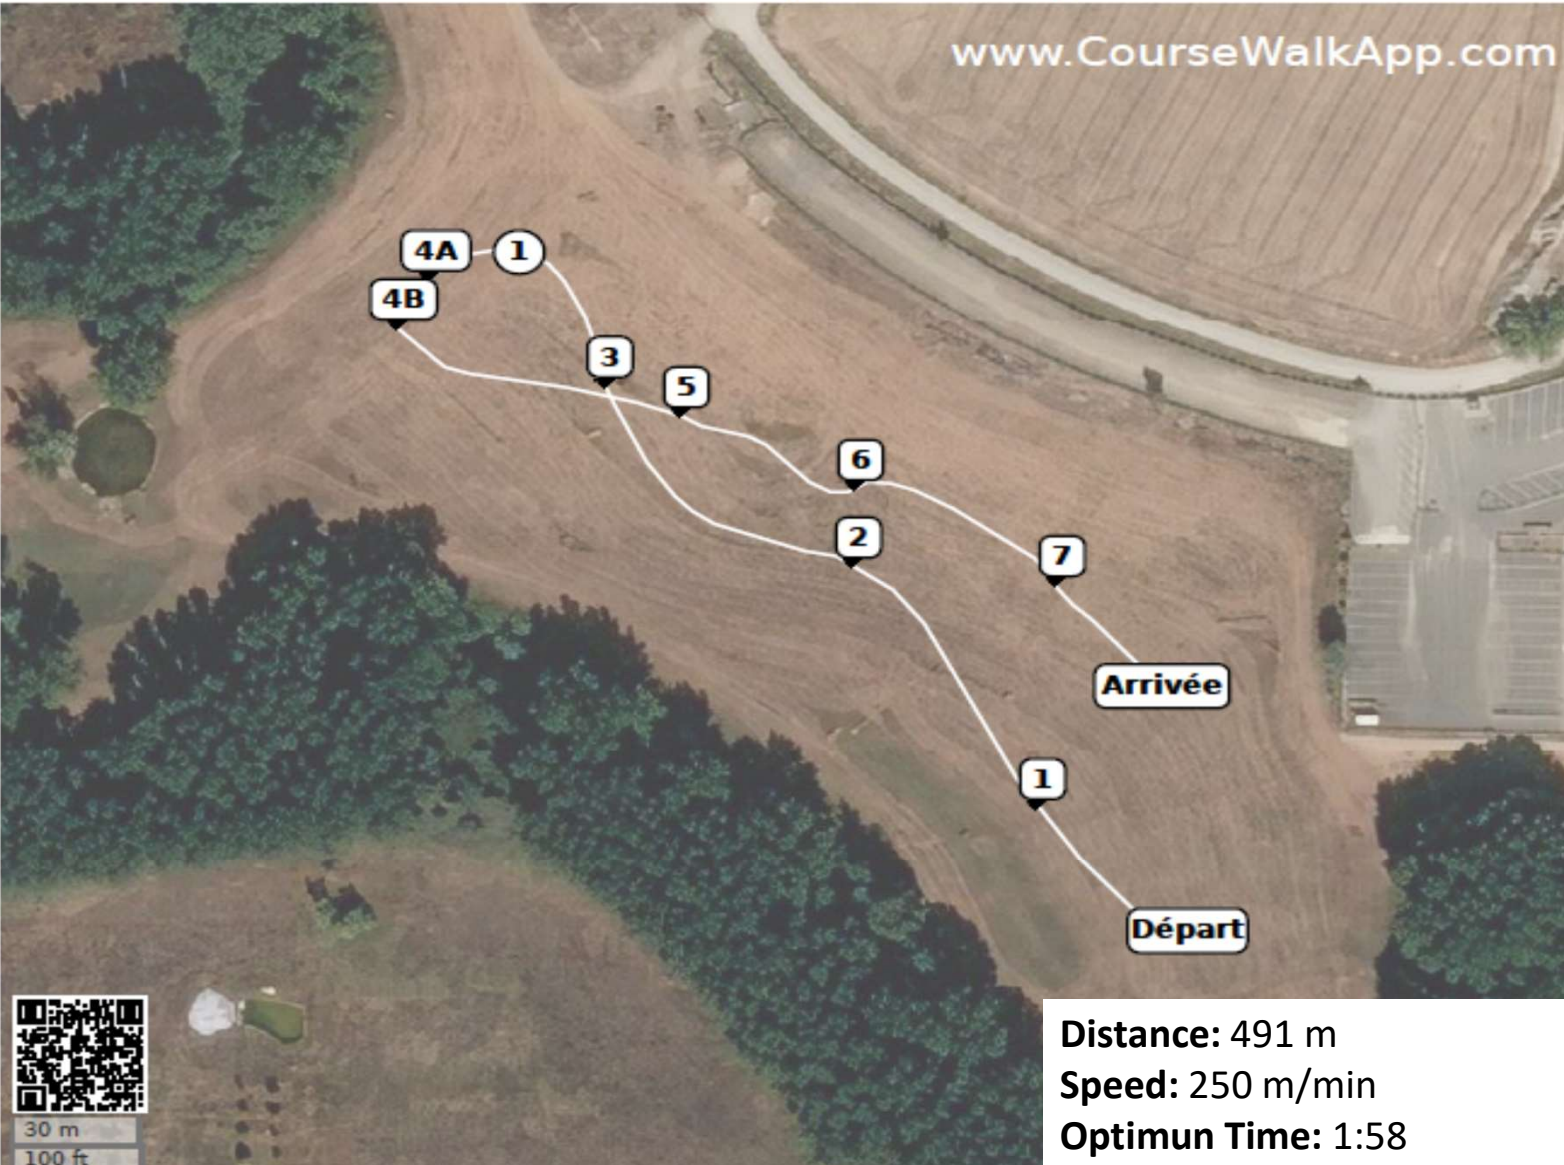 www.CourseWalkApp.com
4A
1
4B
3
5
6
2
7
Arrivée
1
Départ
Distance: 491 m
Speed: 250 m/min
Optimun Time: 1:58
30 m
100 ft